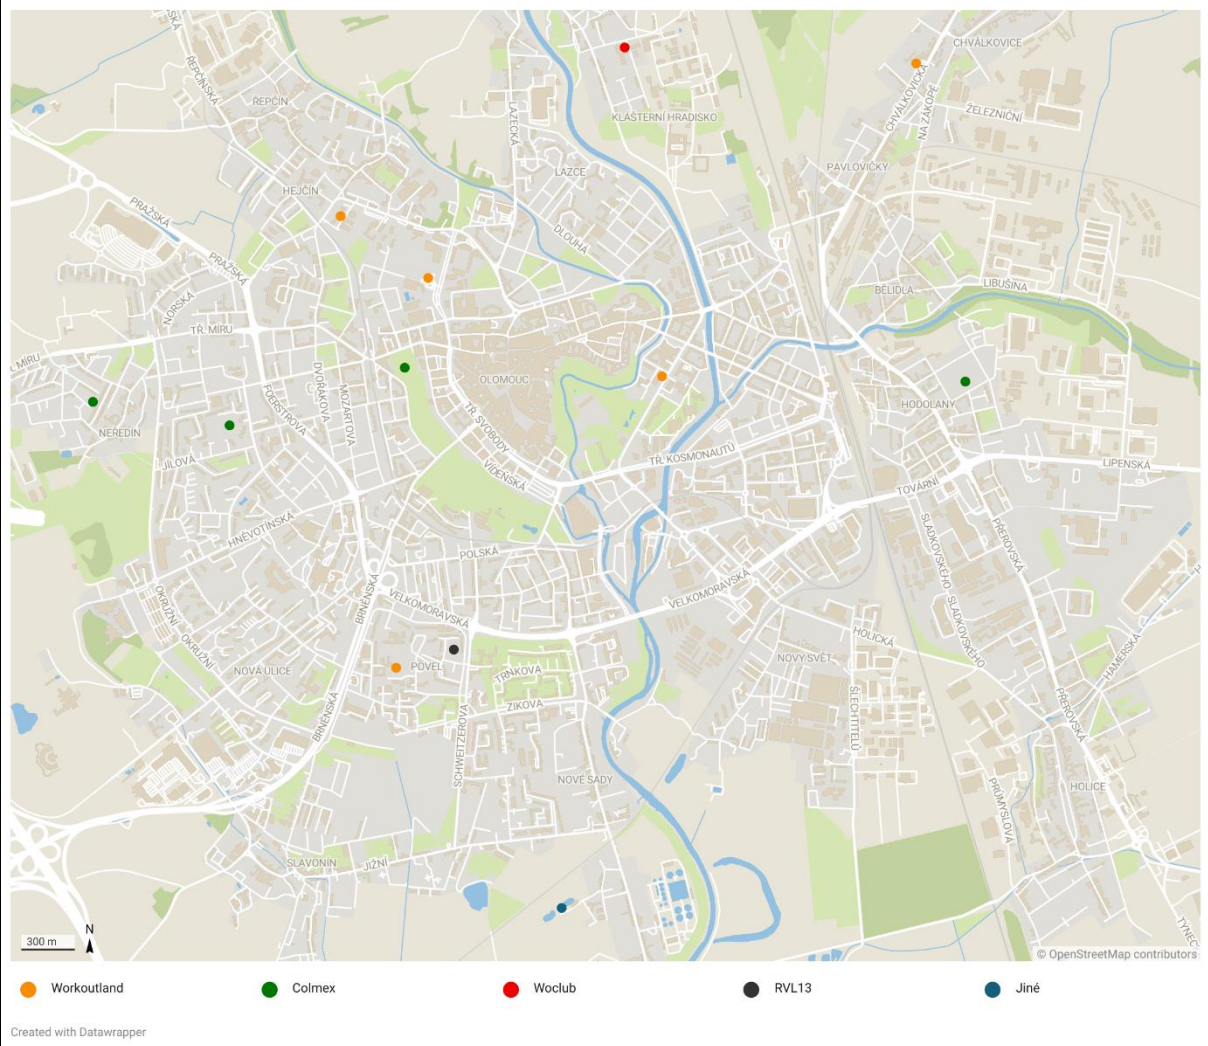 SKÁ
ŘEPČÍNSKÁ
ŘEPČÍN
LAZECKÁ
CHVÁLKOVICE
CHVÁLKOVICKÁ
NA ZÁKOPĚ
ŽELEZNIČNÍ
KLÁŠTERNÍ HRADISKO
PAVLOVIČKY
LAZCE
HEJČÍN
PRAŽSKÁ
DLOUHÁ
PRAŽSKÁ
BĚLIDLA
LIBUŠINA
NORSKÁ
TŘ. MÍRU
. MÍRU
DVOŘÁKOVA
MOZARTOVA
FOERSTROVA
OLOMOUC
HODOLANY
NEŘEDÍN
TŘ. SVOBODY
JÍLOVÁ
VÍDEŇSKÁ
TŘ. KOSMONAUTŮ
LIPENSKÁ
TOVÁRNÍ
HNĚVOTÍNSKÁ
SLADKOVSKÉHO
PŘEROVSKÁ
POLSKÁ
OKRUŽNÍ
BRNĚNSKÁ
VELKOMORAVSKÁ
VELKOMORAVSKÁ
H
SLADKOVSKÉHO
OKRUŽNÍ
HOLICKÁ
HAMERSKÁ
NOVÁ ULICE
POVEL
TRNKOVA
NOVÝ SVĚT
ZIKOVA
BRNĚNSKÁ
SCHWEITZEROVA
ŠLECHTITELŮ
PŘEROVSKÁ
NOVÉ SADY
PRŮMYSLOVÁ
HOLICE
SLAVONÍN
JIŽNÍ
TÝNEC
N
300 m
© OpenStreetMap contributors
Workoutland
Colmex
Woclub
RVL13
Jiné
Created with Datawrapper